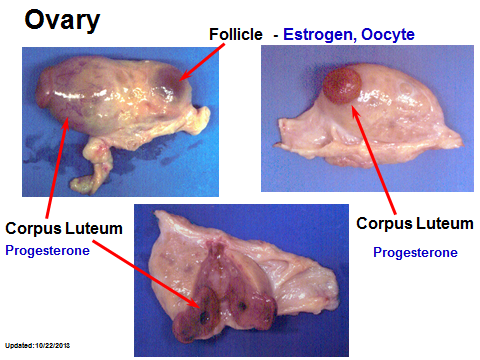 Ovary
Follicle - Estrogen, Oocyte
Corpus Luteum
Progesterone
Corpus Luteum
Progesterone
Updated: 10/22/2013